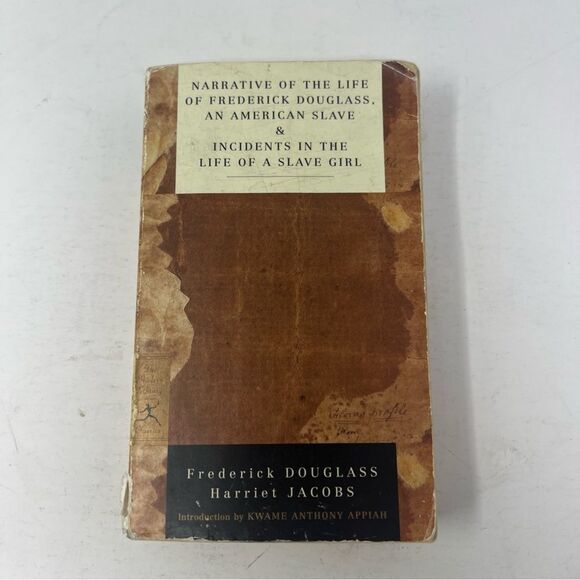 NARRATIVE OF THE LIFE
OF FREDERICK DOUGLASS,
AN AMERICAN SLAVE
&
INCIDENTS IN THE
LIFE OF A SLAVE GIRL
Frederick DOUGLASS
Harriet JACOBS
Introduction by KWAME ANTHONY APPIAH